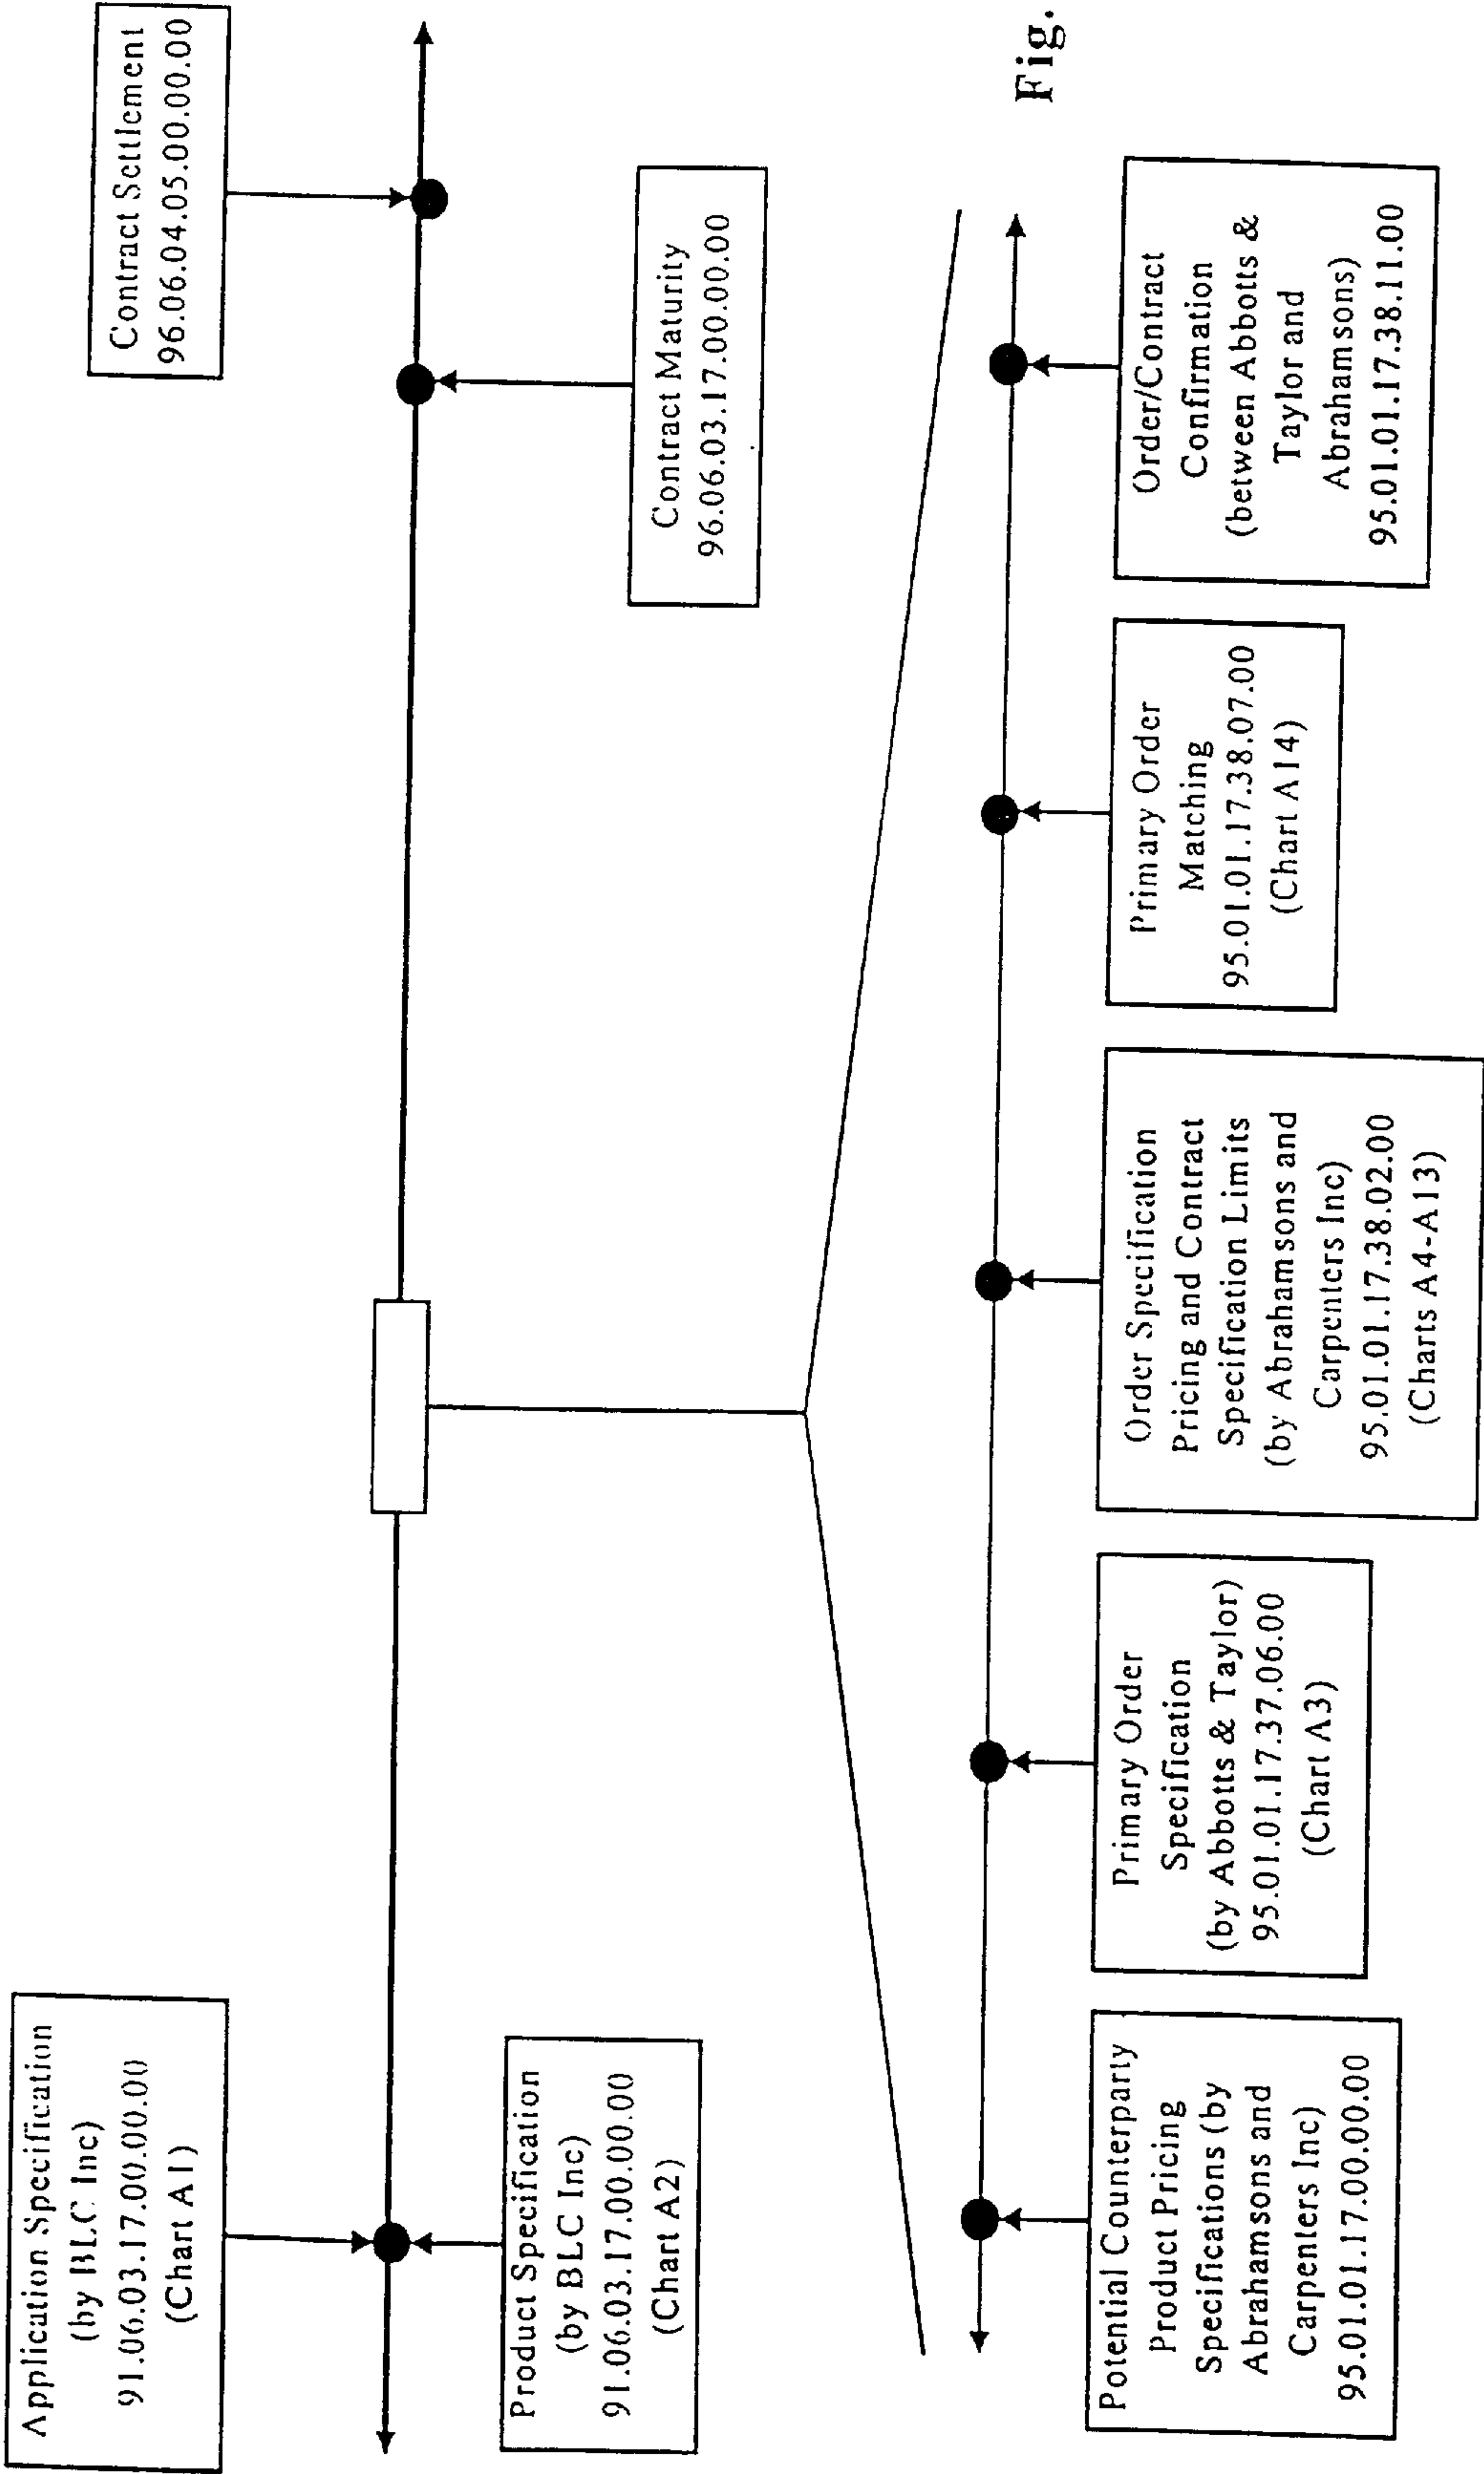 Application Specification
(by BLC Inc)
91.06.03.17.00.00.00
(Chart A1)
Product Specification
(by BLC Inc)
91.06.03.17.00.00.00
(Chart A2)
Contract Settlement
96.06.04.05.00.00.00
Contract Maturity
96.06.03.17.00.00.00
Potential Counterparty
Product Pricing
Specifications (by
Abrahamsons and
Carpenters Inc)
95.01.01.17.00.00.00
Primary Order
Specification
(by Abbotts & Taylor)
95.01.01.17.37.06.00
(Chart A3)
Order Specification
Pricing and Contract
Specification Limits
(by Abrahamsons and
Carpenters Inc)
95.01.01.17.38.02.00
(Charts A4-A13)
Primary Order
Matching
95.01.01.17.38.07.00
(Chart A14)
Order/Contract
Confirmation
(between Abbotts &
Taylor and
Abrahamsons)
95.01.01.17.38.11.00
Fig.